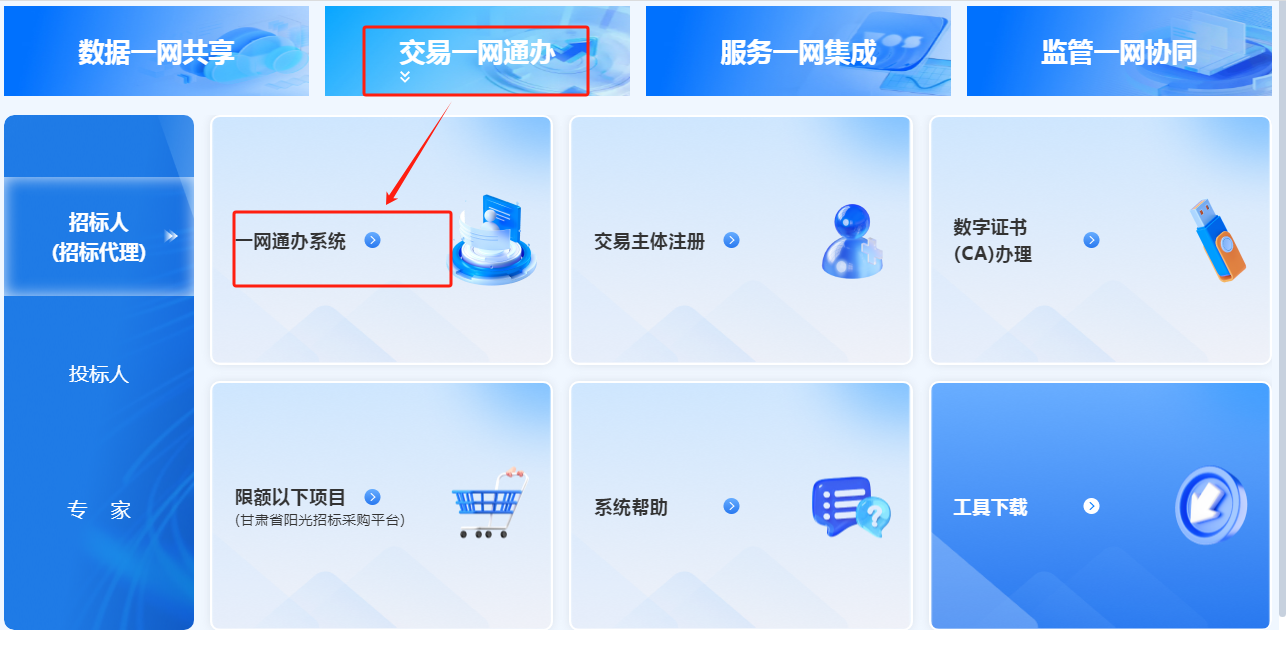 数据一网共享
交易一网通办
服务一网集成
监管一网协同
招标人
(招标代理)
投标人
专 家
一网通办系统
交易主体注册
数字证书
(CA)办理
限额以下项目
(甘肃省阳光招标采购平台)
系统帮助
工具下载